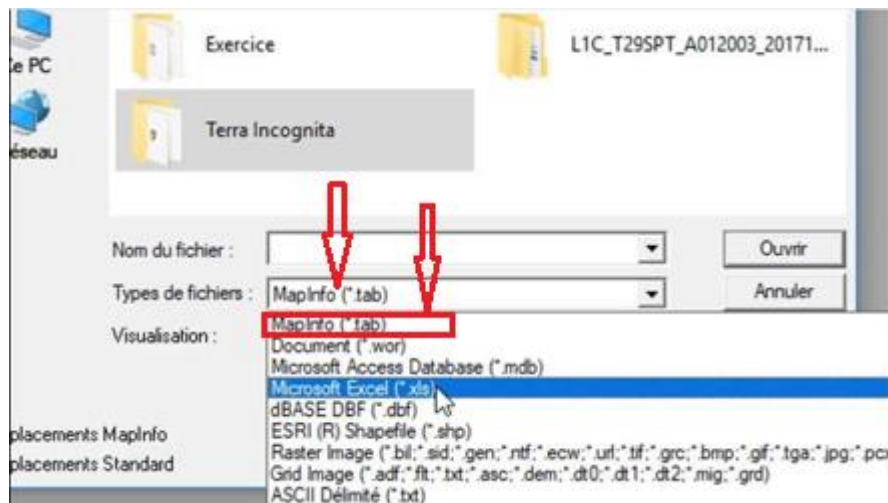 Exercice
L1C_T29SPT_A012003_20171...
Ce PC
Terra Incognita
éseau
Nom du fichier :
Ouvrir
Types de fichiers :
MapInfo (*.tab)
Annuler
Visualisation :
MapInfo (*.tab)
Document (*.wor)
Microsoft Access Database (*.mdb)
Microsoft Excel (*.xls)
dBASE DBF (*.dbf)
ESRI (R) Shapefile (*.shp)
Raster Image (*.bil;*.sid;*.gen;*.ntf;*.ecw;*.url;*.tif;*.grc;*.bmp;*.gif;*.tga;*.jpg;*.pcx
Grid Image (*.adf;*.flt;*.txt;*.asc;*.dem;*.dt0;*.dt1;*.dt2;*.mig;*.grd)
ASCII Délimité (*.txt)
placements MapInfo
placements Standard